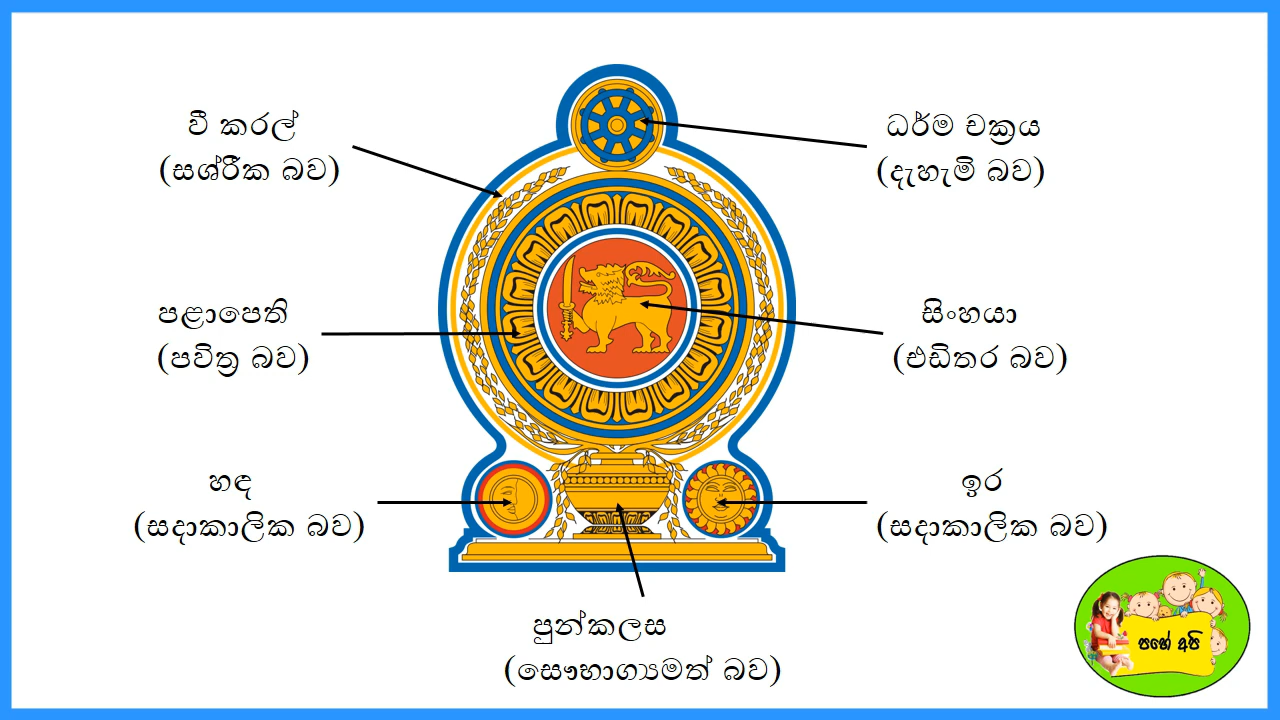 වී කරල්
(සශ්රීක බව)
ධර්ම චක්‍රය
(දැහැමි බව)
පළාපෙති
(පවිත්‍ර බව)
සිංහයා
(එඩිතර බව)
හඳ
(සදාකාලික බව)
ඉර
(සදාකාලික බව)
පුන්කලස
(සෞභාග්‍යමත් බව)
පහේ අපි